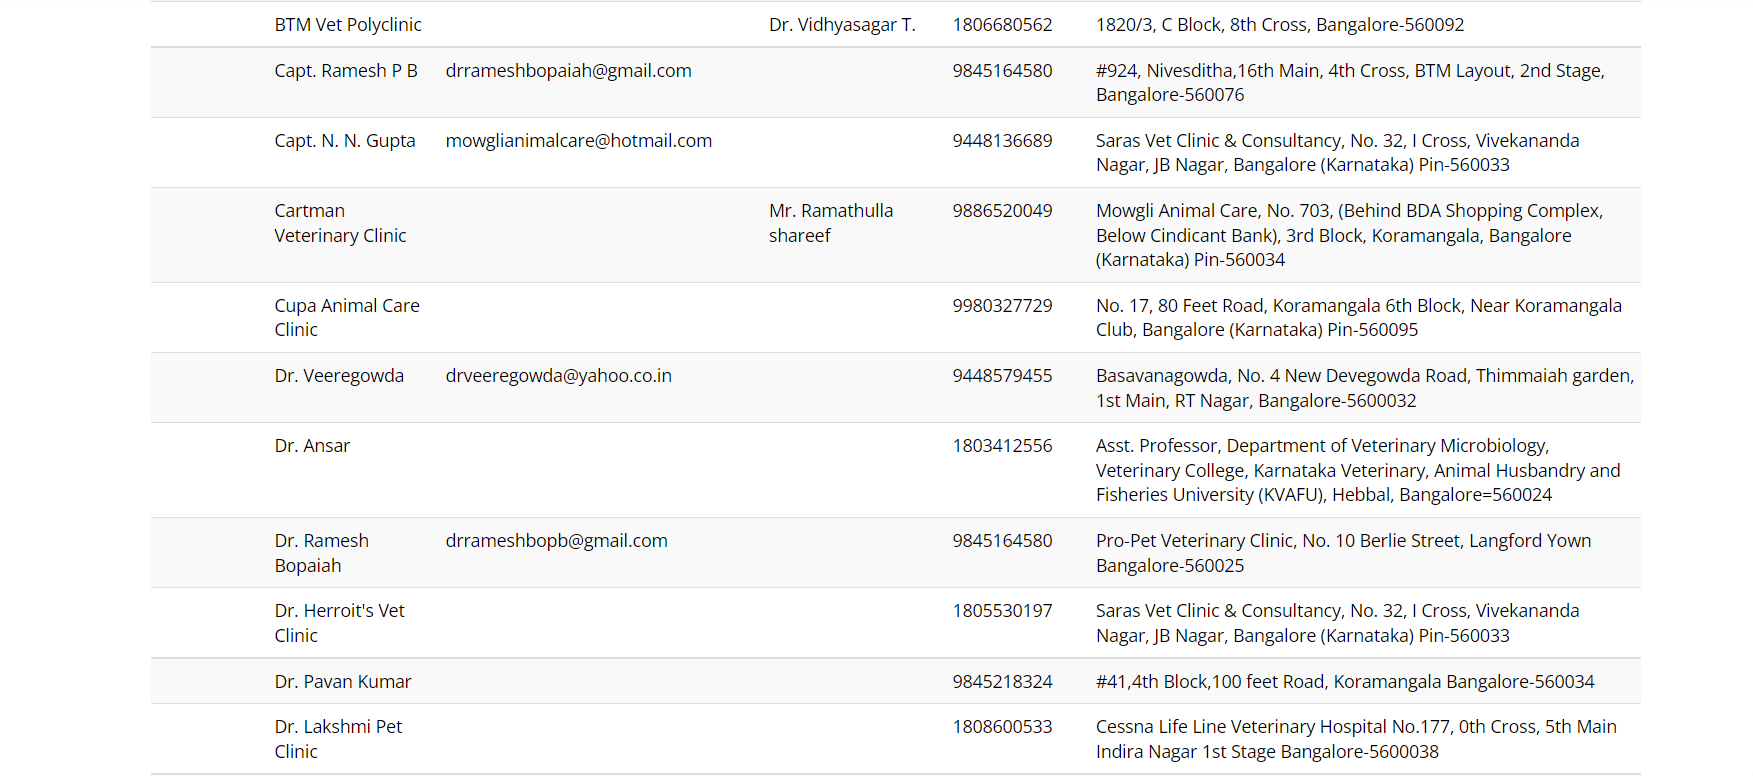 BTM Vet Polyclinic Dr. Vidhyasagar T. 1806680562 1820/3, C Block, 8th Cross, Bangalore-560092
Capt. Ramesh P B drrameshbopaiah@gmail.com 9845164580 #924, Nivesditha,16th Main, 4th Cross, BTM Layout, 2nd Stage,
Bangalore-560076
Capt. N. N. Gupta mowglianimalcare@hotmail.com 9448136689 Saras Vet Clinic & Consultancy, No. 32, I Cross, Vivekananda
Nagar, JB Nagar, Bangalore (Karnataka) Pin-560033
Cartman Mr. Ramathulla 9886520049 Mowgli Animal Care, No. 703, (Behind BDA Shopping Complex,
Veterinary Clinic shareef Below Cindicant Bank), 3rd Block, Koramangala, Bangalore
(Karnataka) Pin-560034
Cupa Animal Care 9980327729 No. 17, 80 Feet Road, Koramangala 6th Block, Near Koramangala
Clinic Club, Bangalore (Karnataka) Pin-560095
Dr. Veeregowda drveeregowda@yahoo.co.in 9448579455 Basavanagowda, No. 4 New Devegowda Road, Thimmaiah garden,
1st Main, RT Nagar, Bangalore-5600032
Dr. Ansar 1803412556 Asst. Professor, Department of Veterinary Microbiology,
Veterinary College, Karnataka Veterinary, Animal Husbandry and
Fisheries University (KVAFU), Hebbal, Bangalore=560024
Dr. Ramesh drrameshbopb@gmail.com 9845164580 Pro-Pet Veterinary Clinic, No. 10 Berlie Street, Langford Yown
Bopaiah Bangalore-560025
Dr. Herroit's Vet 1805530197 Saras Vet Clinic & Consultancy, No. 32, I Cross, Vivekananda
Clinic Nagar, JB Nagar, Bangalore (Karnataka) Pin-560033
Dr. Pavan Kumar 9845218324 #41,4th Block,100 feet Road, Koramangala Bangalore-560034
Dr. Lakshmi Pet 1808600533 Cessna Life Line Veterinary Hospital No.177, 0th Cross, 5th Main
Clinic Indira Nagar 1st Stage Bangalore-5600038